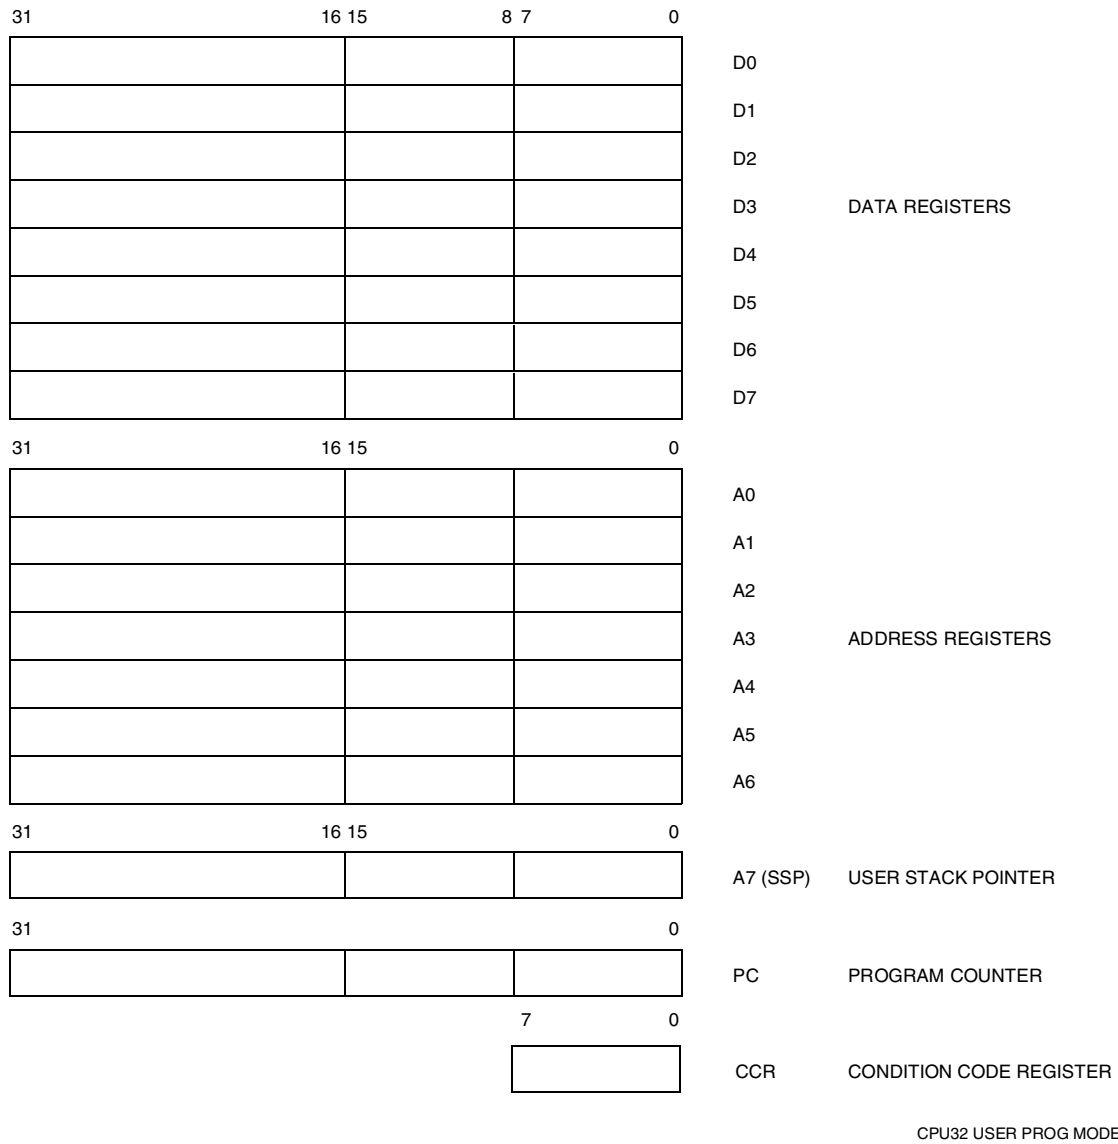 31 16 15 8 7 0
D0
D1
D2
D3 DATA REGISTERS
D4
D5
D6
D7
31 16 15 0
A0
A1
A2
A3 ADDRESS REGISTERS
A4
A5
A6
31 16 15 0
A7 (SSP) USER STACK POINTER
31 0
PC PROGRAM COUNTER
7 0
CCR CONDITION CODE REGISTER
CPU32 USER PROG MODE